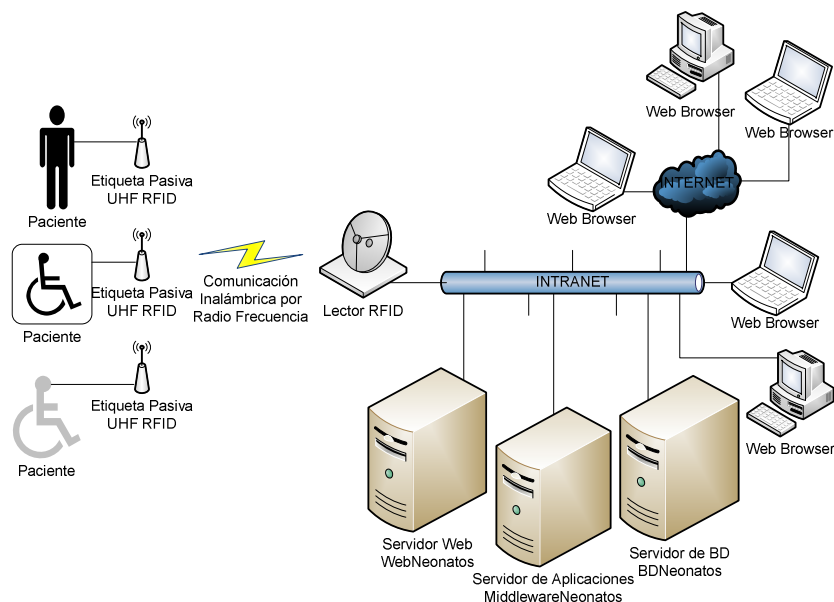 Web Browser
Web Browser
INTERNET
Web Browser
Etiqueta Pasiva
UHF RFID
Paciente
Etiqueta Pasiva
UHF RFID
Paciente
Comunicación
Inalámbrica por
Radio Frecuencia
Lector RFID
INTRANET
Web Browser
Etiqueta Pasiva
UHF RFID
Paciente
Web Browser
Servidor Web
WebNeonatos
Servidor de Aplicaciones
MiddlewareNeonatos
Servidor de BD
BDNeonatos